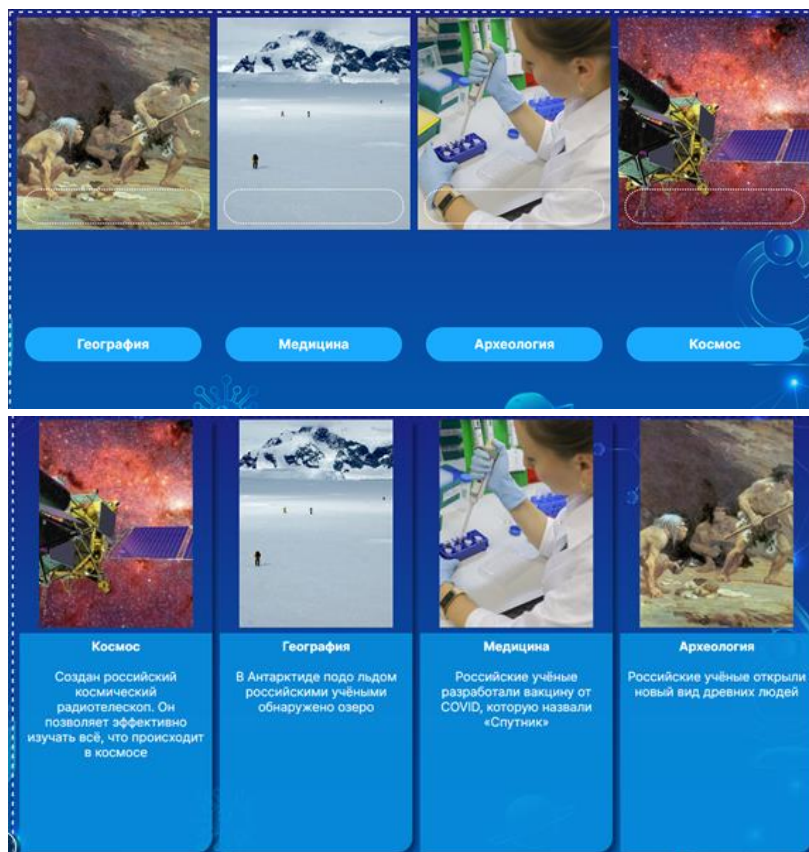 География
Медицина
Археология
Космос
Космос
Создан российский
космический
радиотелескоп. Он
позволяет эффективно
изучать всё, что происходит
в космосе
География
В Антарктиде подо льдом
российскими учёными
обнаружено озеро
Медицина
Российские учёные
разработали вакцину от
COVID, которую назвали
«Спутник»
Археология
Российские учёные открыли
новый вид древних людей